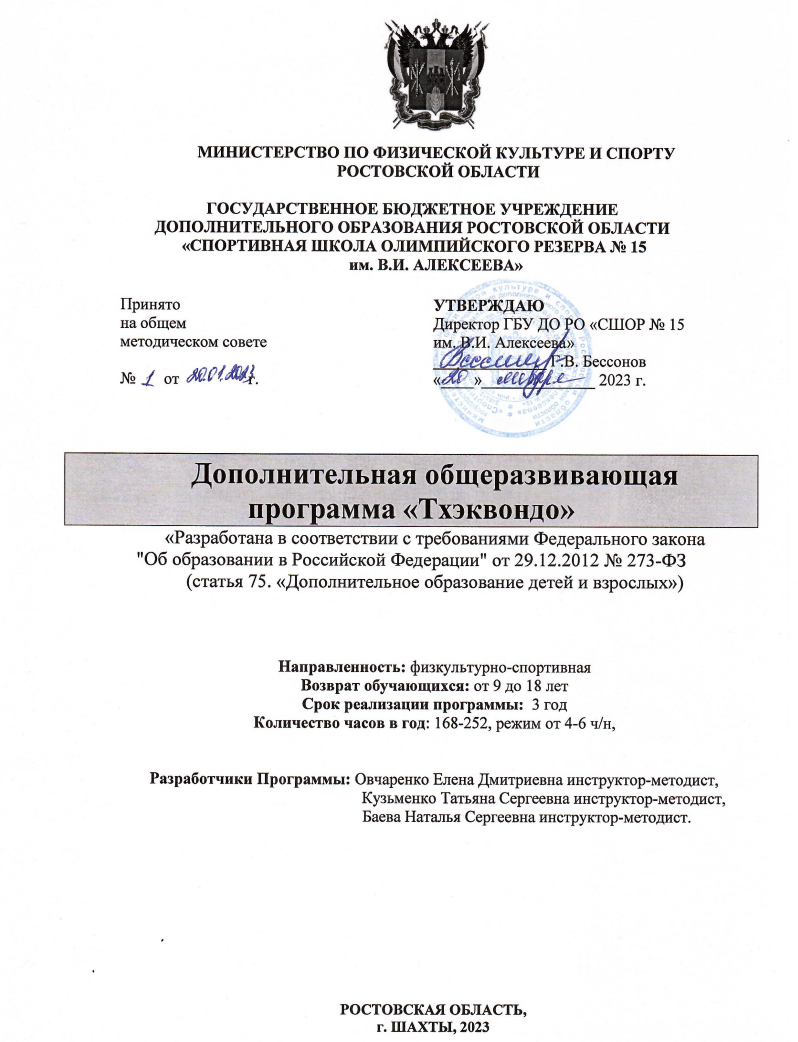 МИНИСТЕРСТВО ПО ФИЗИЧЕСКОЙ КУЛЬТУРЕ И СПОРТУ
РОСТОВСКОЙ ОБЛАСТИ
ГОСУДАРСТВЕННОЕ БЮДЖЕТНОЕ УЧРЕЖДЕНИЕ
ДОПОЛНИТЕЛЬНОГО ОБРАЗОВАНИЯ РОСТОВСКОЙ ОБЛАСТИ
«СПОРТИВНАЯ ШКОЛА ОЛИМПИЙСКОГО РЕЗЕРВА № 15
им. В.И. АЛЕКСЕЕВА»
Принято
на общем
методическом совете
№ 1 от 20.01.2023 г.
УТВЕРЖДАЮ
Директор ГБУ ДО РО «СШОР № 15
им. В.И. Алексеева»
Г.В. Бессонов
«20» января 2023 г.
Дополнительная общеразвивающая
программа «Тхэквондо»
«Разработана в соответствии с требованиями Федерального закона
"Об образовании в Российской Федерации" от 29.12.2012 № 273-ФЗ
(статья 75. «Дополнительное образование детей и взрослых»)
Направленность: физкультурно-спортивная
Возврат обучающихся: от 9 до 18 лет
Срок реализации программы: 3 год
Количество часов в год: 168-252, режим от 4-6 ч/н,
Разработчики Программы: Овчаренко Елена Дмитриевна инструктор-методист,
Кузьменко Татьяна Сергеевна инструктор-методист,
Баева Наталья Сергеевна инструктор-методист.
РОСТОВСКАЯ ОБЛАСТЬ,
г. ШАХТЫ, 2023